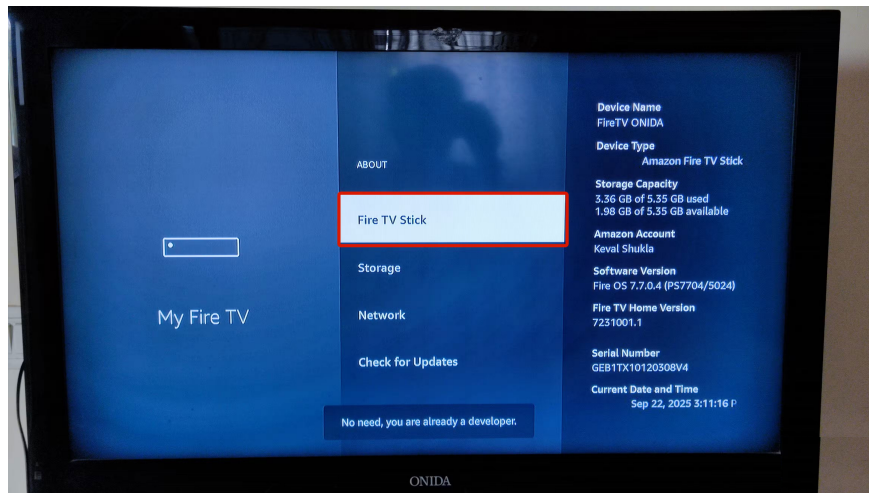 My Fire TV
ABOUT
Fire TV Stick
Storage
Network
Check for Updates
No need, you are already a developer.
Device Name
FireTV ONIDA
Device Type
Amazon Fire TV Stick
Storage Capacity
3.36 GB of 5.35 GB used
1.98 GB of 5.35 GB available
Amazon Account
Keval Shukla
Software Version
Fire OS 7.7.0.4 (PS7704/5024)
Fire TV Home Version
7231001.1
Serial Number
GEB1TX10120308V4
Current Date and Time
Sep 22, 2025 3:11:16 P
ONIDA